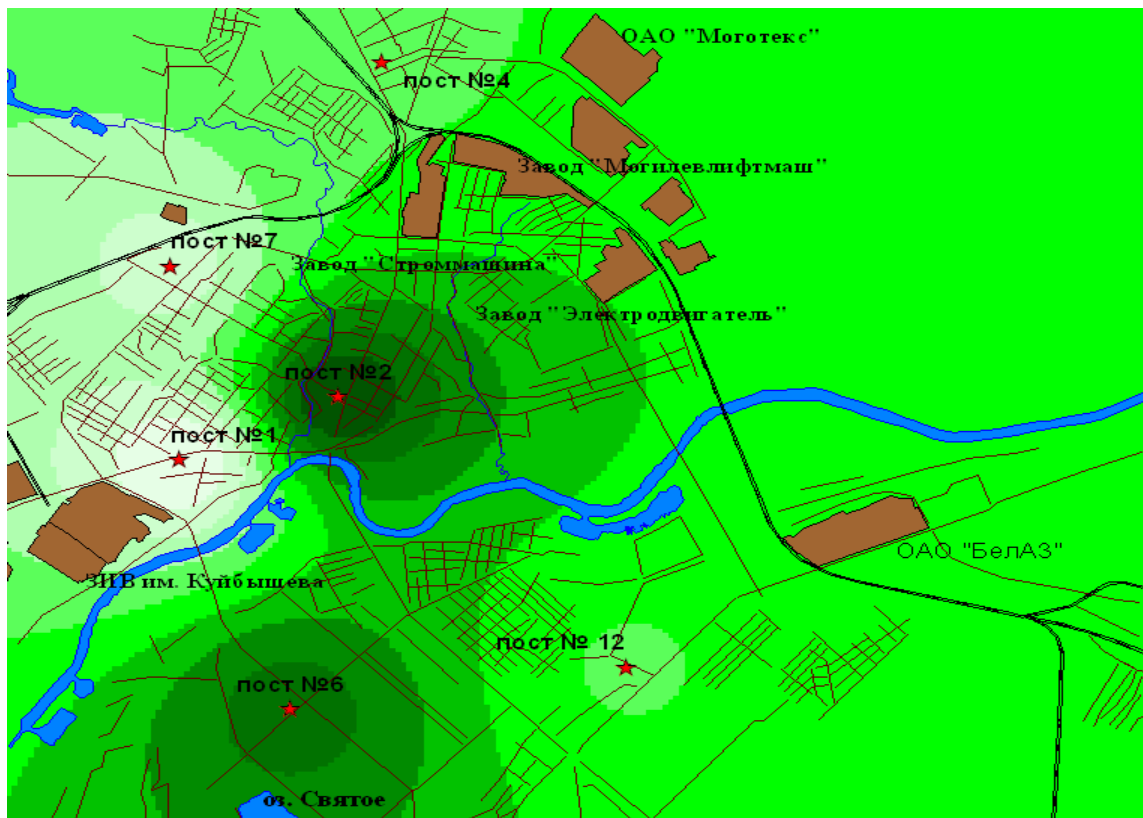 ОАО "Моготекс"
пост №4
Завод "Могилевлифтмаш"
пост №7
Завод "Строммашина"
Завод "Электродвигатель"
пост №2
пост №1
ОАО "БелАЗ"
ЗИВ им. Куйбышева
пост № 12
пост №6
оз. Святое